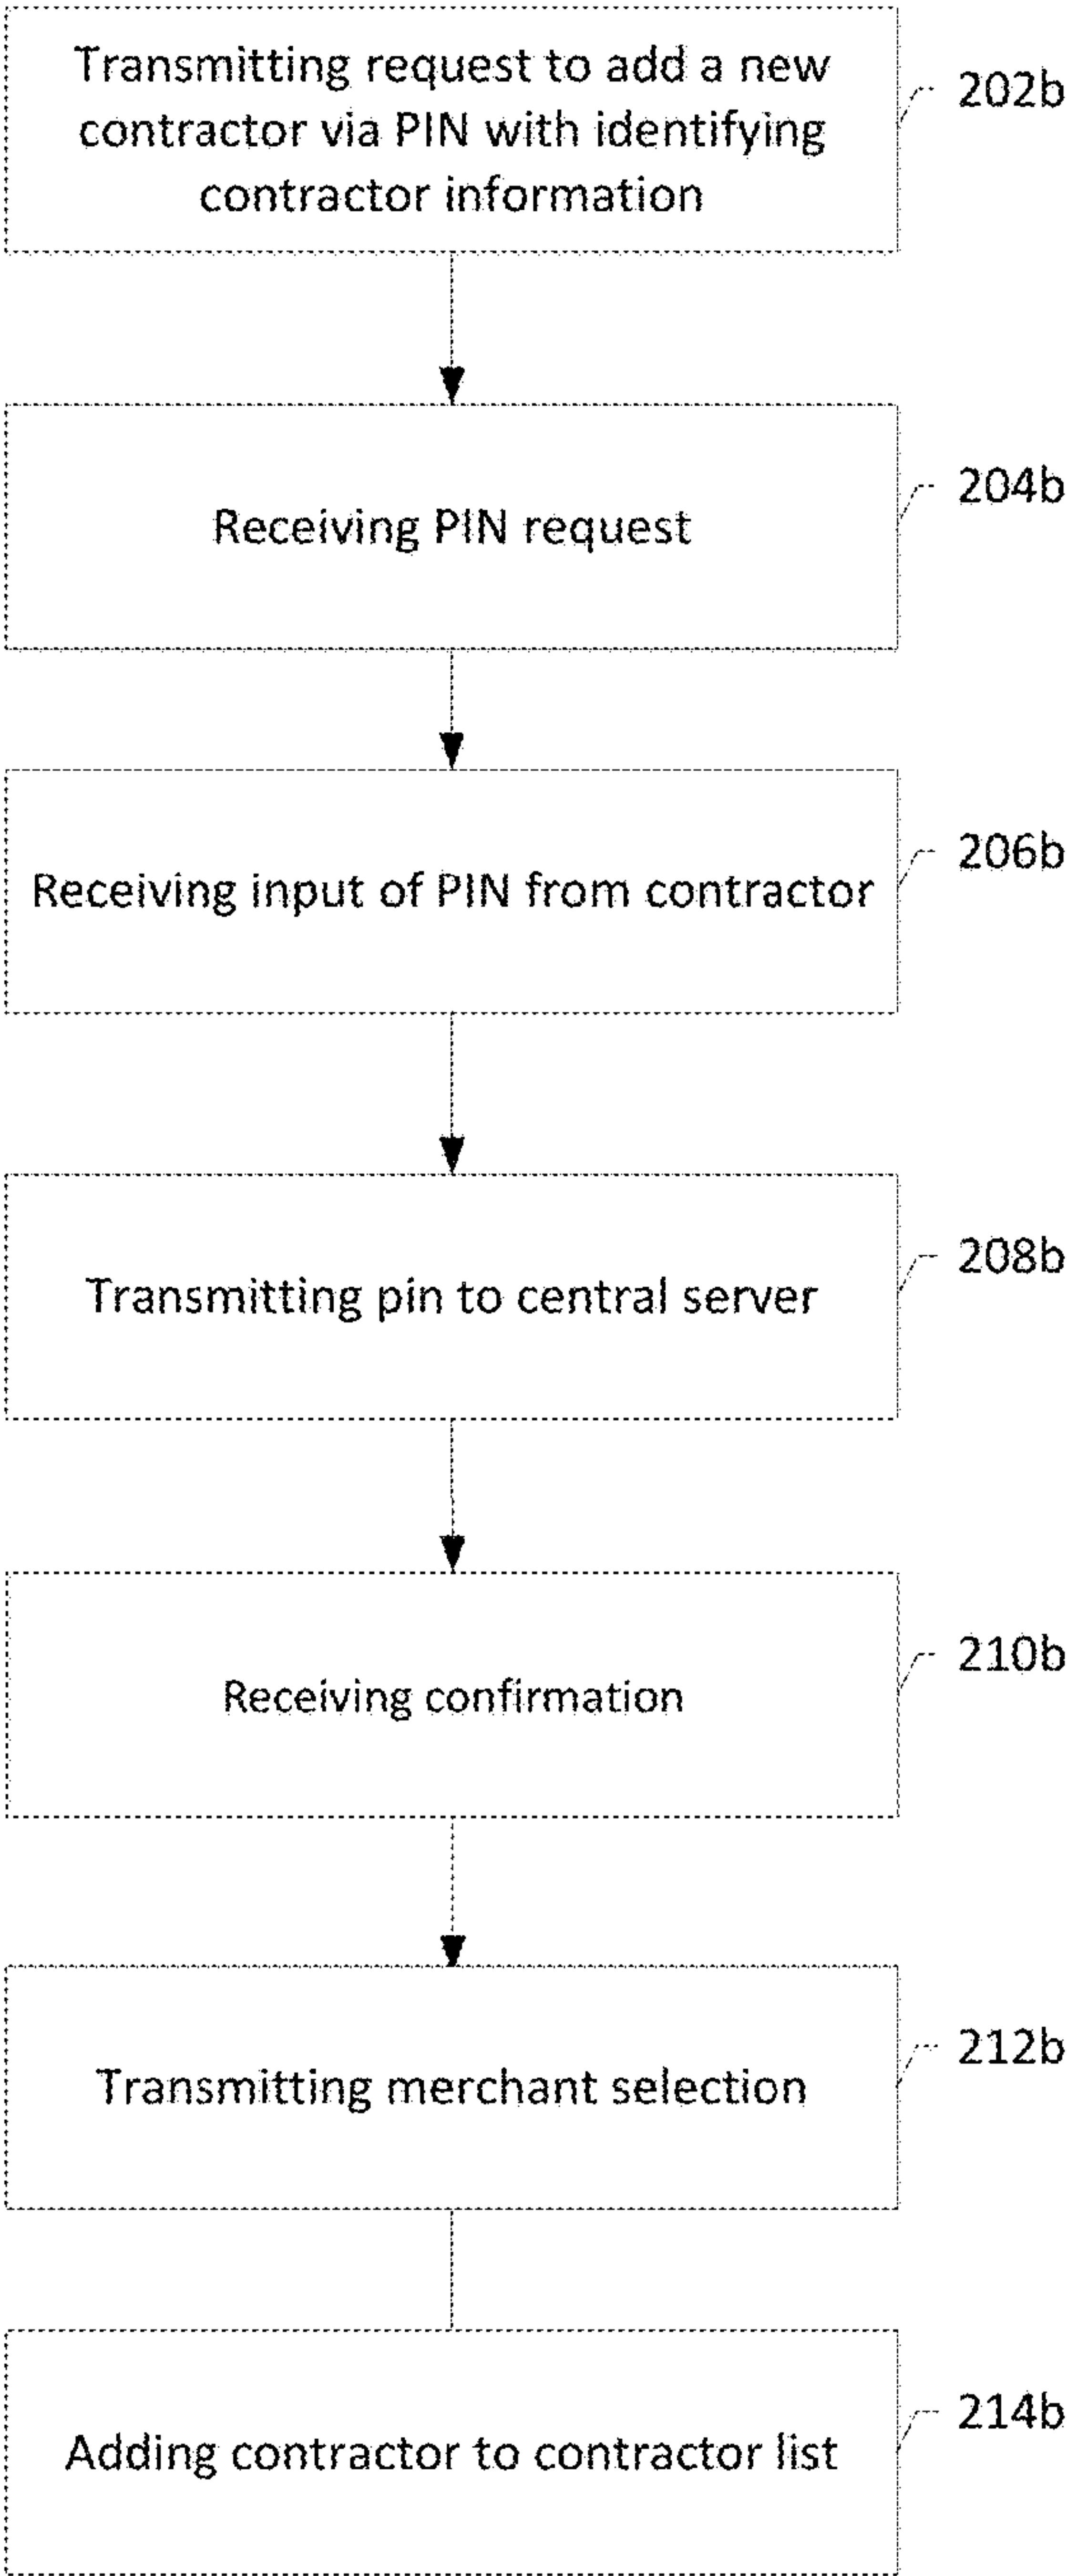 Transmitting request to add a new
contractor via PIN with identifying
contractor information
202b
Receiving PIN request
204b
Receiving input of PIN from contractor
206b
Transmitting pin to central server
208b
Receiving confirmation
210b
Transmitting merchant selection
212b
Adding contractor to contractor list
214b